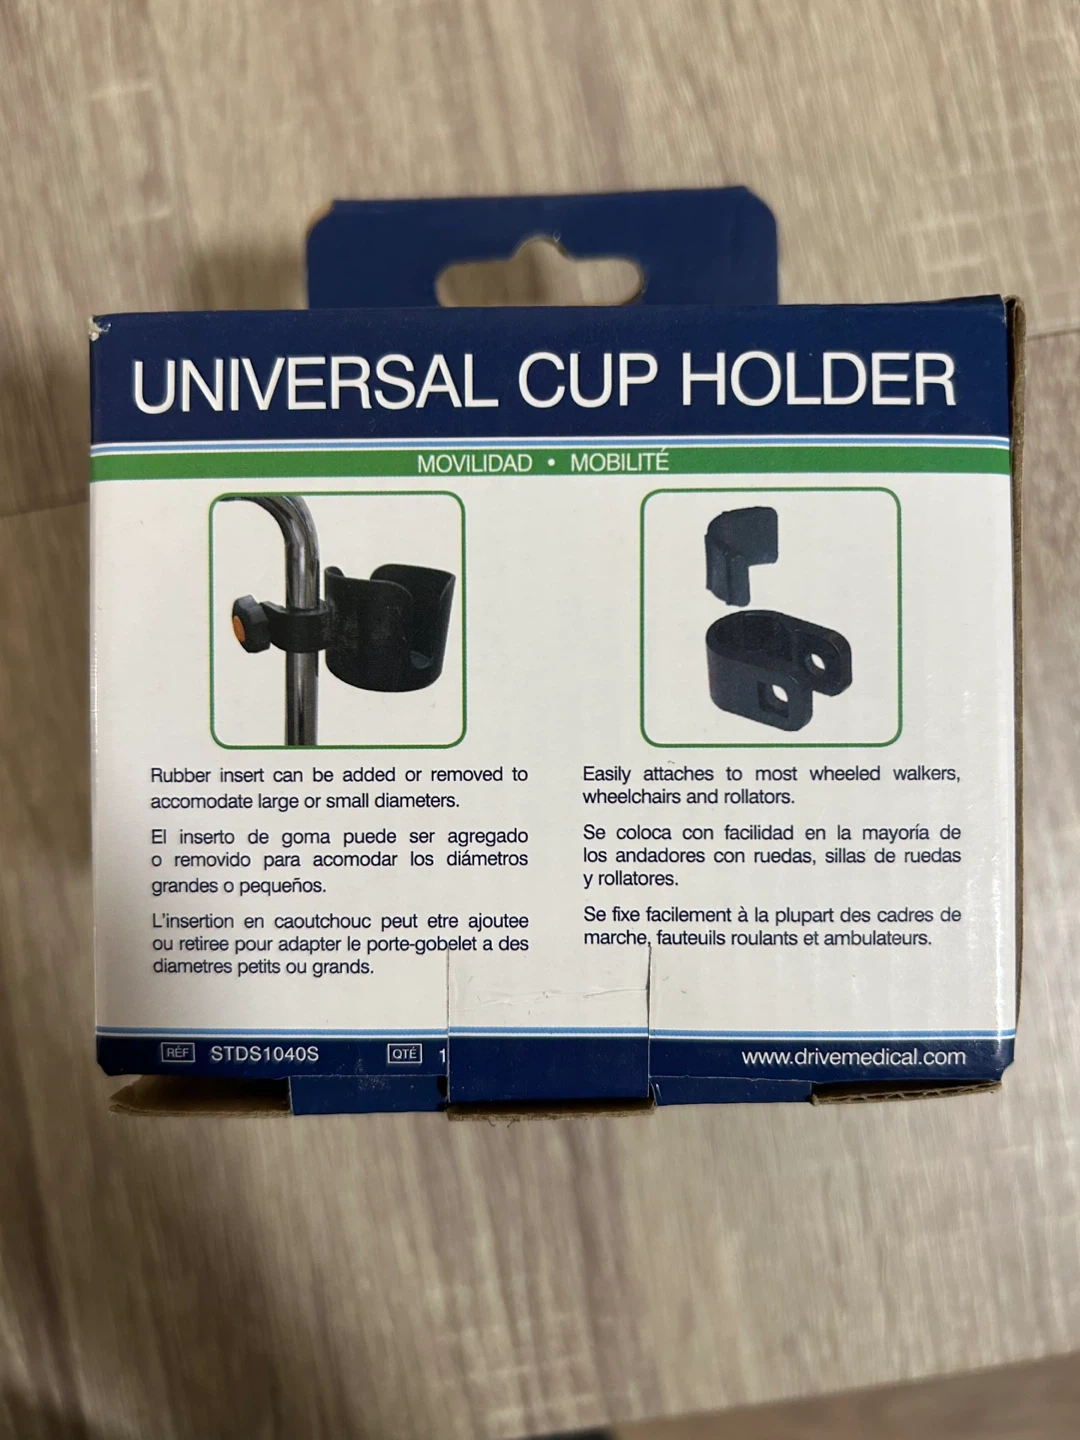 UNIVERSAL CUP HOLDER
MOVILIDAD • MOBILITÉ
Rubber insert can be added or removed to
accomodate large or small diameters.
El inserto de goma puede ser agregado
o removido para acomodar los diámetros
grandes o pequeños.
L'insertion en caoutchouc peut etre ajoutee
ou retiree pour adapter le porte-gobelet a des
diametres petits ou grands.
Easily attaches to most wheeled walkers,
wheelchairs and rollators.
Se coloca con facilidad en la mayoría de
los andadores con ruedas, sillas de ruedas
y rollatores.
Se fixe facilement à la plupart des cadres de
marche, fauteuils roulants et ambulateurs.
RÉF STDS1040S QTÉ 1
www.drivemedical.com